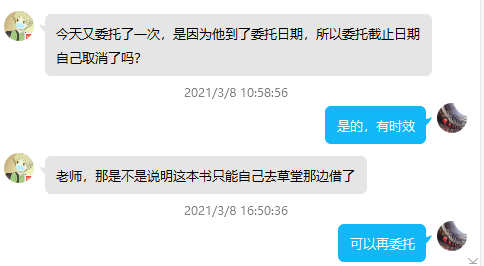 今天又委托了一次，是因为他到了委托日期，所以委托截止日期
自己取消了吗?
2021/3/8 10:58:56
是的，有时效
老师，那是不是说明这本书只能自己去草堂那边借了
2021/3/8 16:50:36
可以再委托